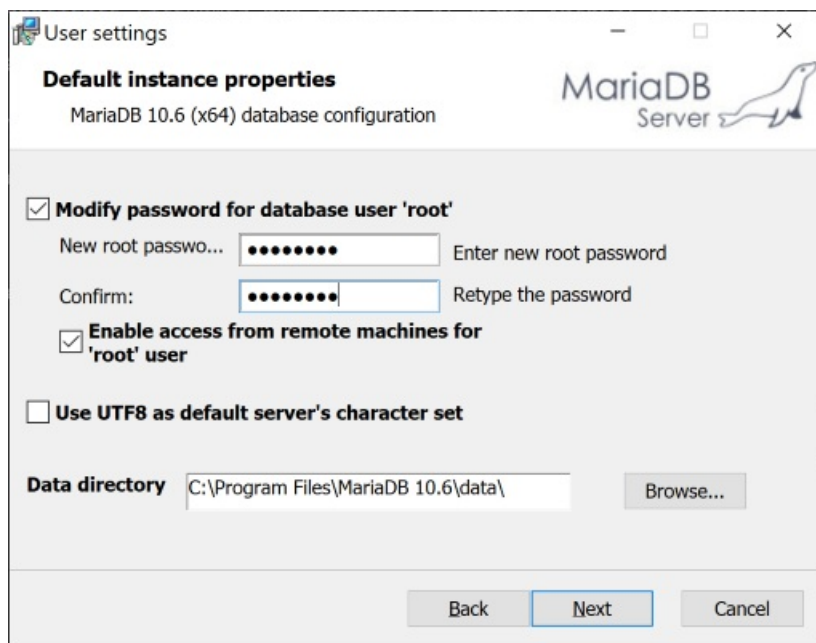 User settings
Default instance properties
MariaDB 10.6 (x64) database configuration
MariaDB
Server
Modify password for database user 'root'
New root passwo... ●●●●●●●● Enter new root password
Confirm: ●●●●●●●● Retype the password
Enable access from remote machines for
'root' user
Use UTF8 as default server's character set
Data directory C:\Program Files\MariaDB 10.6\data\ Browse...
Back Next Cancel